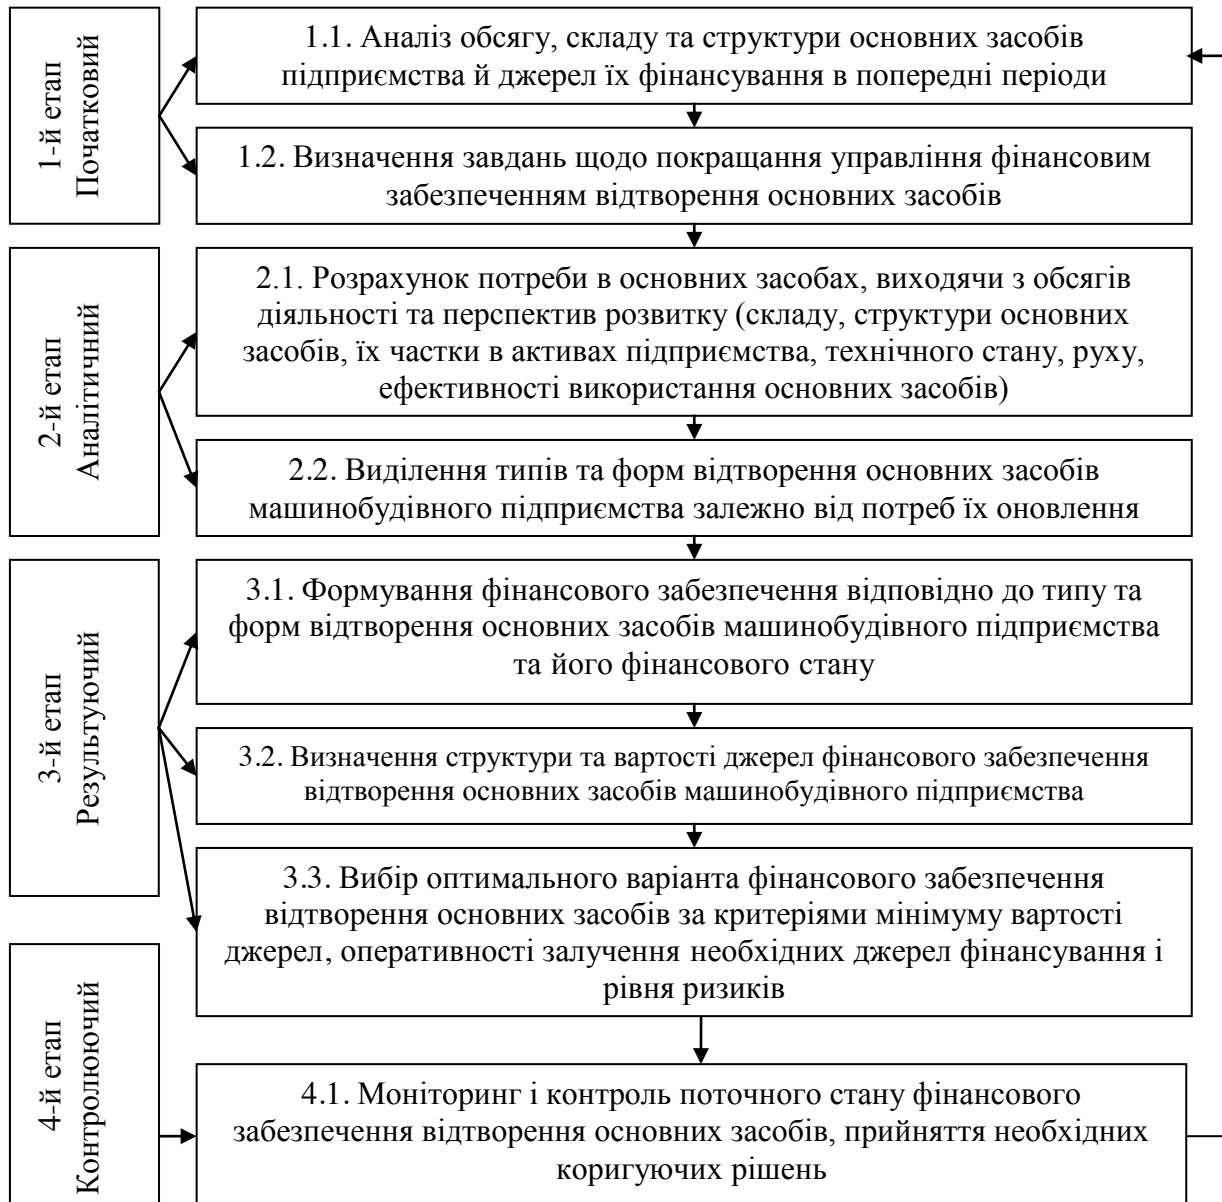 1-й етап
Початковий
1.1. Аналіз обсягу, складу та структури основних засобів
підприємства й джерел їх фінансування в попередні періоди
1.2. Визначення завдань щодо покращання управління фінансовим
забезпеченням відтворення основних засобів
2-й етап
Аналітичний
2.1. Розрахунок потреби в основних засобах, виходячи з обсягів
діяльності та перспектив розвитку (складу, структури основних
засобів, їх частки в активах підприємства, технічного стану, руху,
ефективності використання основних засобів)
2.2. Виділення типів та форм відтворення основних засобів
машинобудівного підприємства залежно від потреб їх оновлення
3-й етап
Результуючий
3.1. Формування фінансового забезпечення відповідно до типу та
форм відтворення основних засобів машинобудівного підприємства
та його фінансового стану
3.2. Визначення структури та вартості джерел фінансового забезпечення
відтворення основних засобів машинобудівного підприємства
3.3. Вибір оптимального варіанта фінансового забезпечення
відтворення основних засобів за критеріями мінімуму вартості
джерел, оперативності залучення необхідних джерел фінансування і
рівня ризиків
4-й етап
Контролюючий
4.1. Моніторинг і контроль поточного стану фінансового
забезпечення відтворення основних засобів, прийняття необхідних
коригуючих рішень